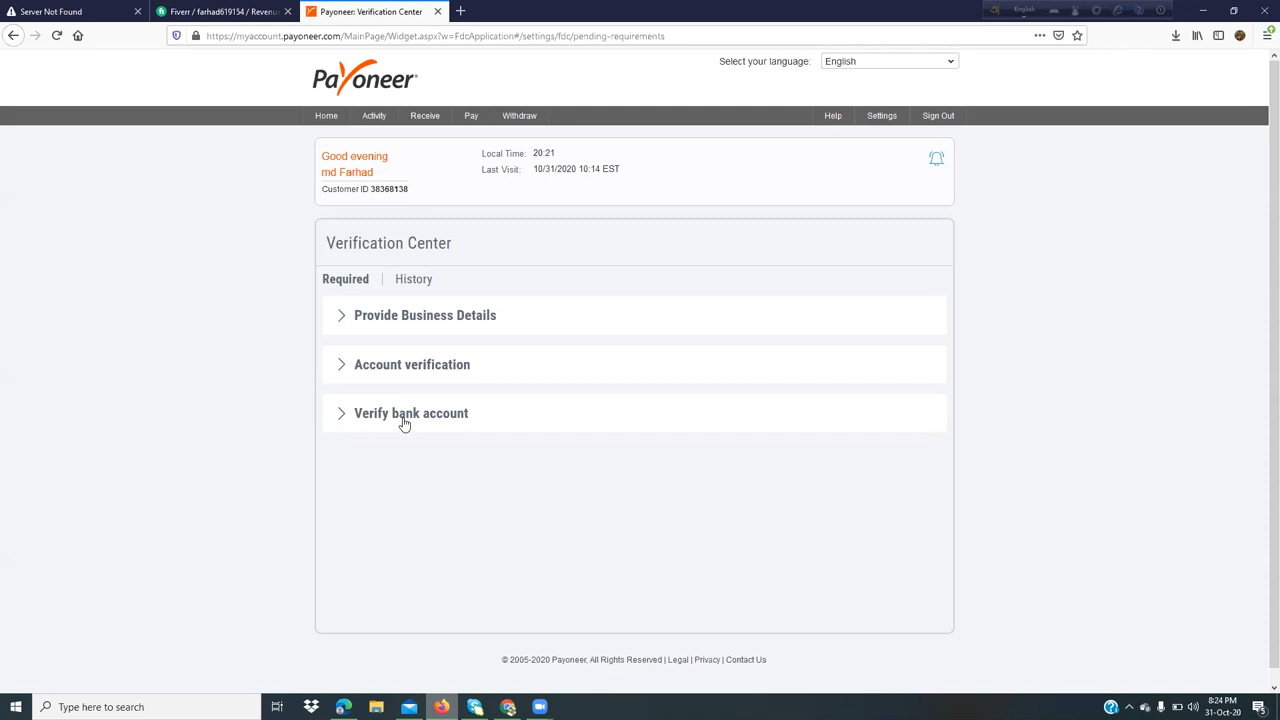 Server Not Found
Fiverr / farhad619154 / Revenu
Payoneer: Verification Center
English
https://myaccount.payoneer.com/MainPage/Widget.aspx?w=FdcApplication#/settings/fdc/pending-requirements
Select your language:
English
Payoneer
Home
Activity
Receive
Pay
Withdraw
Help
Settings
Sign Out
Good evening
md Farhad
Customer ID 38368138
Local Time: 20:21
Last Visit: 10/31/2020 10:14 EST
Verification Center
Required | History
Provide Business Details
Account verification
Verify bank account
© 2005-2020 Payoneer, All Rights Reserved | Legal | Privacy | Contact Us
Type here to search
8:24 PM
31-Oct-20
5